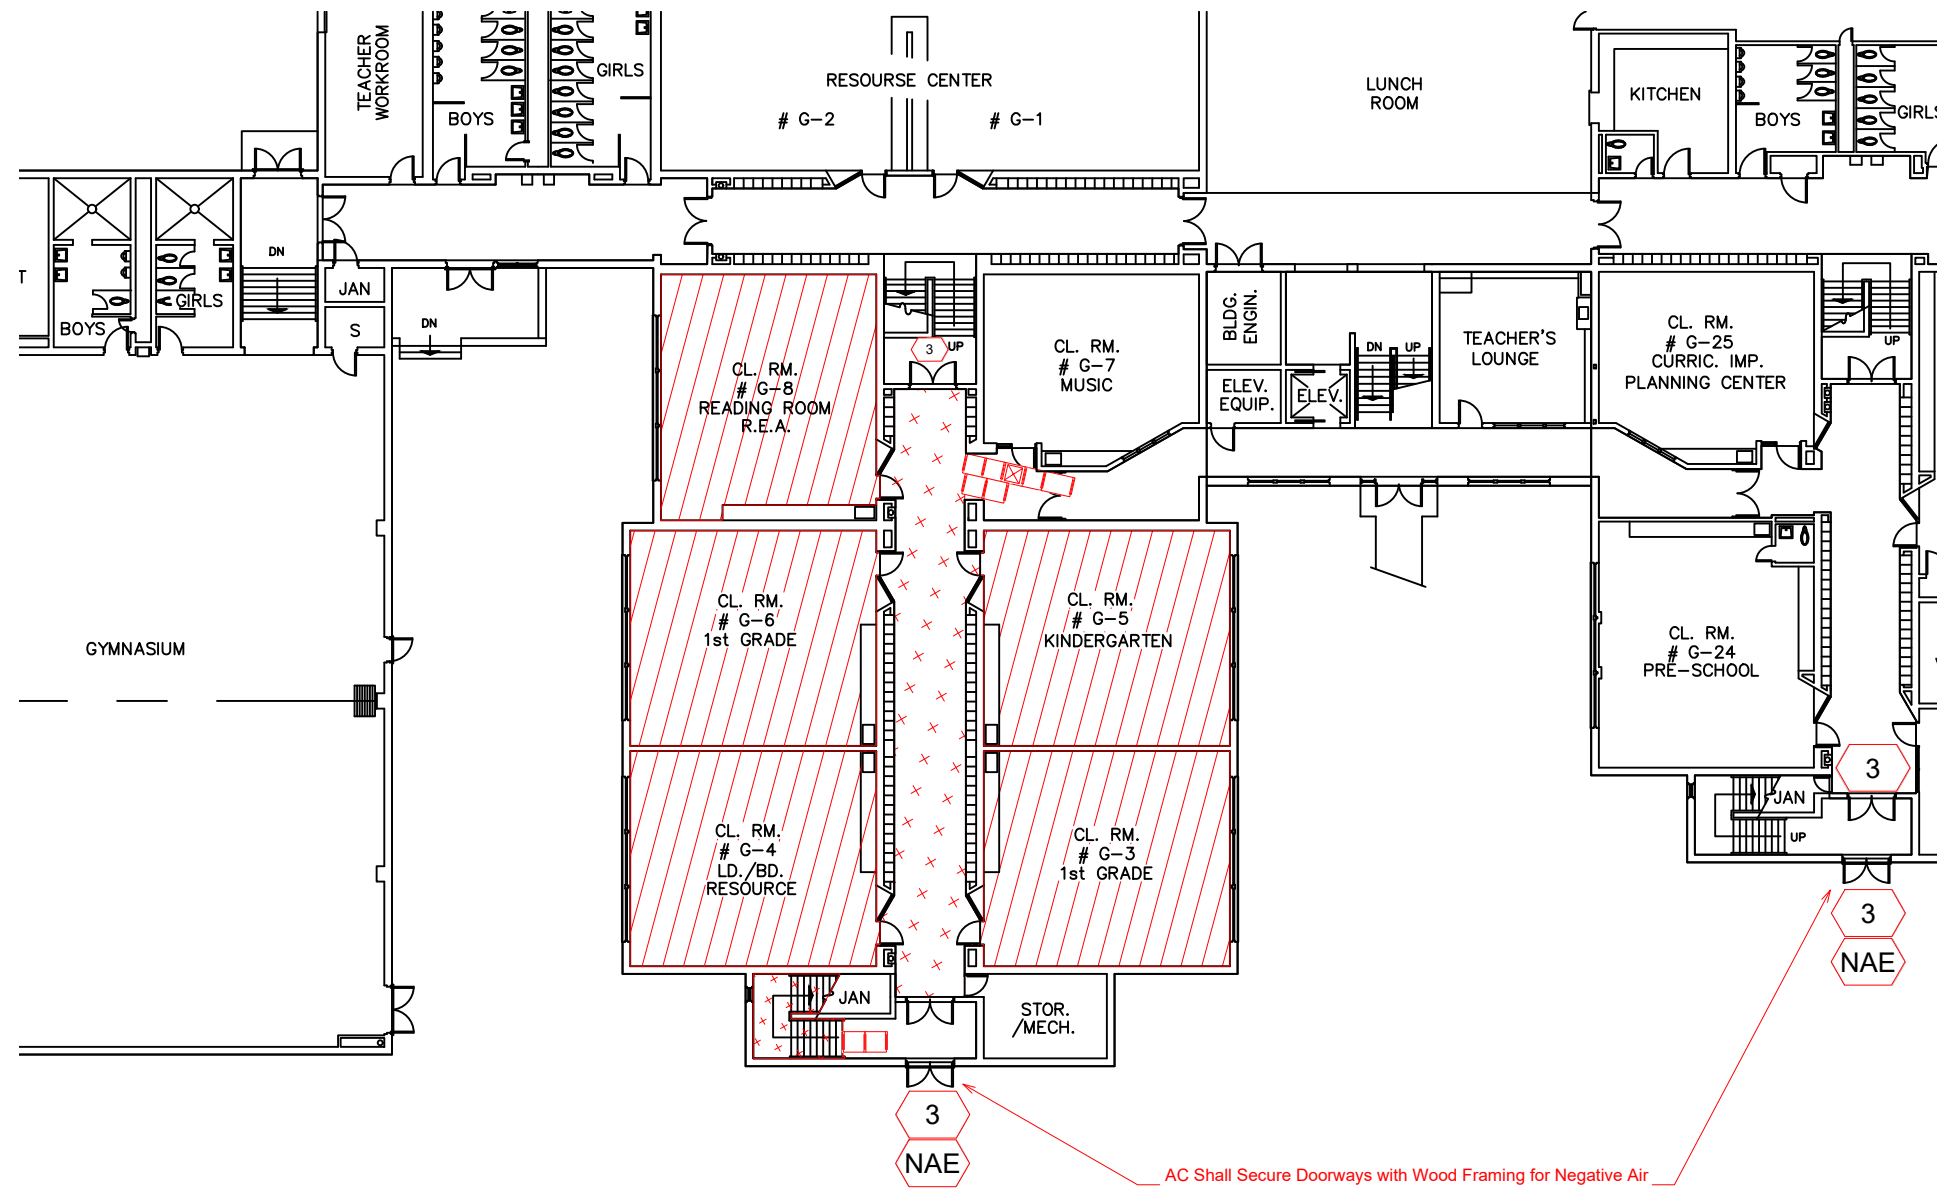 TEACHER
WORKROOM
BOYS
GIRLS
RESOURSE CENTER
# G-2
# G-1
LUNCH
ROOM
KITCHEN
BOYS
GIRLS
T
BOYS
GIRLS
DN
JAN
S
DN
CL. RM.
# G-8
READING ROOM
R.E.A.
3
UP
CL. RM.
# G-7
MUSIC
BLDG.
ENGIN.
ELEV.
EQUIP.
ELEV.
DN
UP
TEACHER'S
LOUNGE
CL. RM.
# G-25
CURRIC. IMP.
PLANNING CENTER
UP
GYMNASIUM
CL. RM.
# G-6
1st GRADE
CL. RM.
# G-5
KINDERGARTEN
CL. RM.
# G-24
PRE-SCHOOL
CL. RM.
# G-4
LD./BD.
RESOURCE
CL. RM.
# G-3
1st GRADE
3
JAN
UP
3
NAE
JAN
STOR.
/MECH.
3
NAE
AC Shall Secure Doorways with Wood Framing for Negative Air